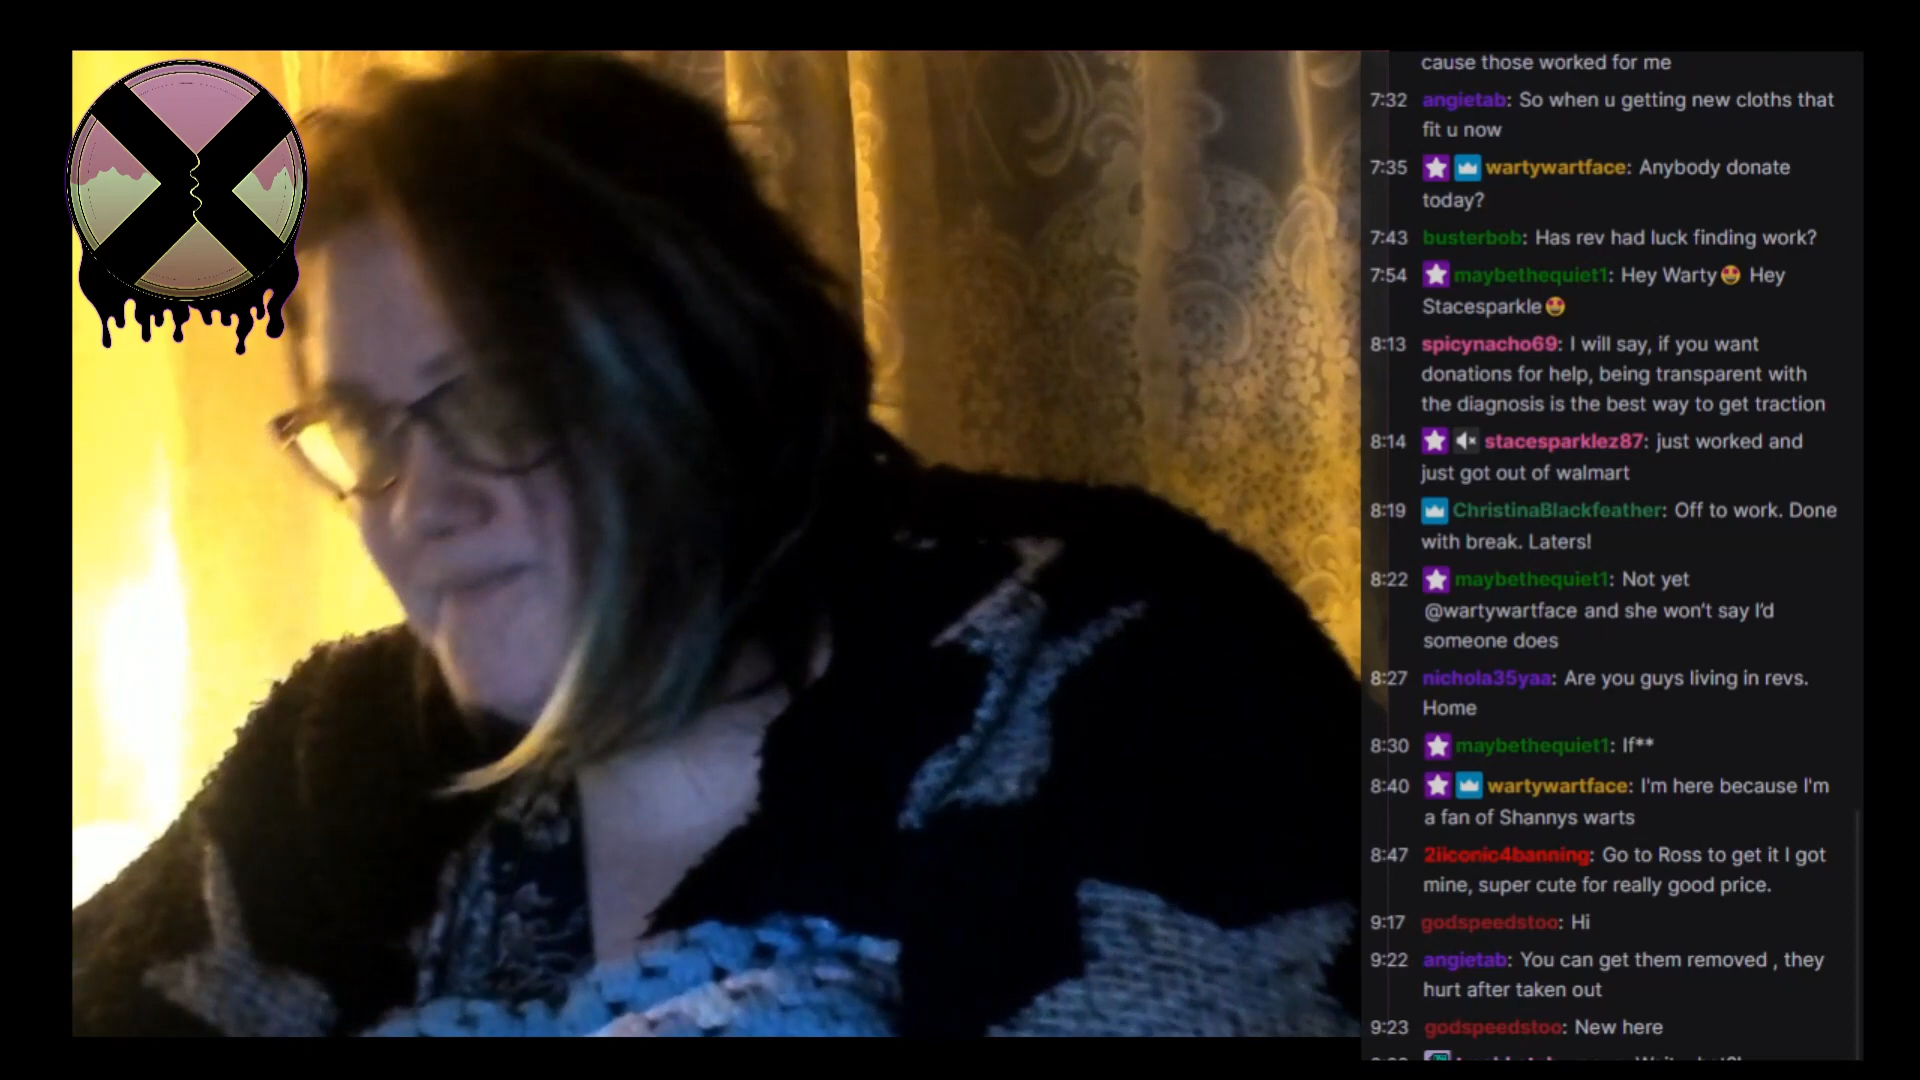 cause those worked for me
7:32 angietab: So when u getting new cloths that
fit u now
7:35 wartywartface: Anybody donate
today?
7:43 busterbob: Has rev had luck finding work?
7:54 maybethequiet1: Hey Warty🤩 Hey
Stacesparkle🤩
8:13 spicynacho69: I will say, if you want
donations for help, being transparent with
the diagnosis is the best way to get traction
8:14 stacesparklez87: just worked and
just got out of walmart
8:19 ChristinaBlackfeather: Off to work. Done
with break. Laters!
8:22 maybethequiet1: Not yet
@wartywartface and she won’t say I’d
someone does
8:27 nichola35yaa: Are you guys living in revs.
Home
8:30 maybethequiet1: If**
8:40 wartywartface: I'm here because I'm
a fan of Shannys warts
8:47 2iiconic4banning: Go to Ross to get it I got
mine, super cute for really good price.
9:17 godspeedstoo: Hi
9:22 angietab: You can get them removed , they
hurt after taken out
9:23 godspeedstoo: New here